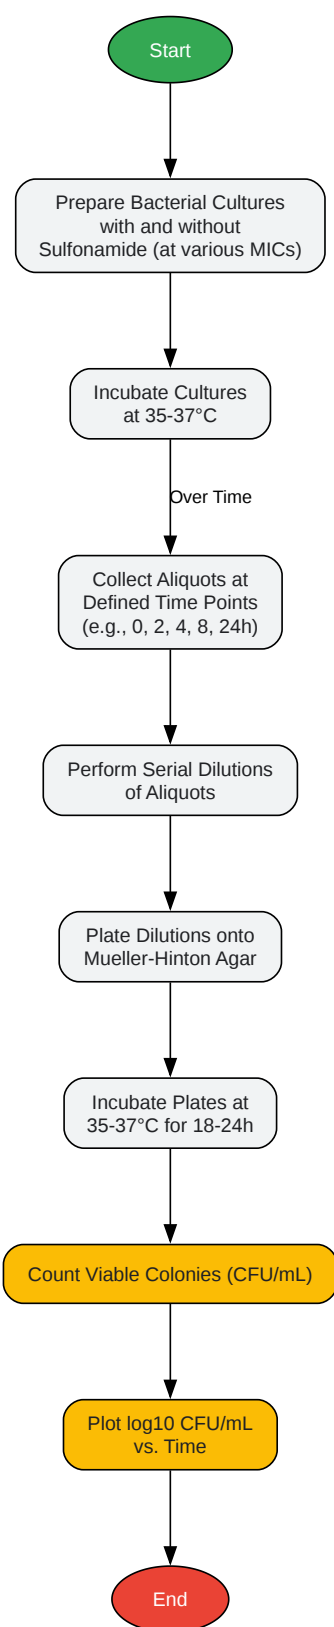 Start
Prepare Bacterial Cultures
with and without
Sulfonamide (at various MICs)
Incubate Cultures
at 35-37°C
Over Time
Collect Aliquots at
Defined Time Points
(e.g., 0, 2, 4, 8, 24h)
Perform Serial Dilutions
of Aliquots
Plate Dilutions onto
Mueller-Hinton Agar
Incubate Plates at
35-37°C for 18-24h
Count Viable Colonies (CFU/mL)
Plot log10 CFU/mL
vs. Time
End